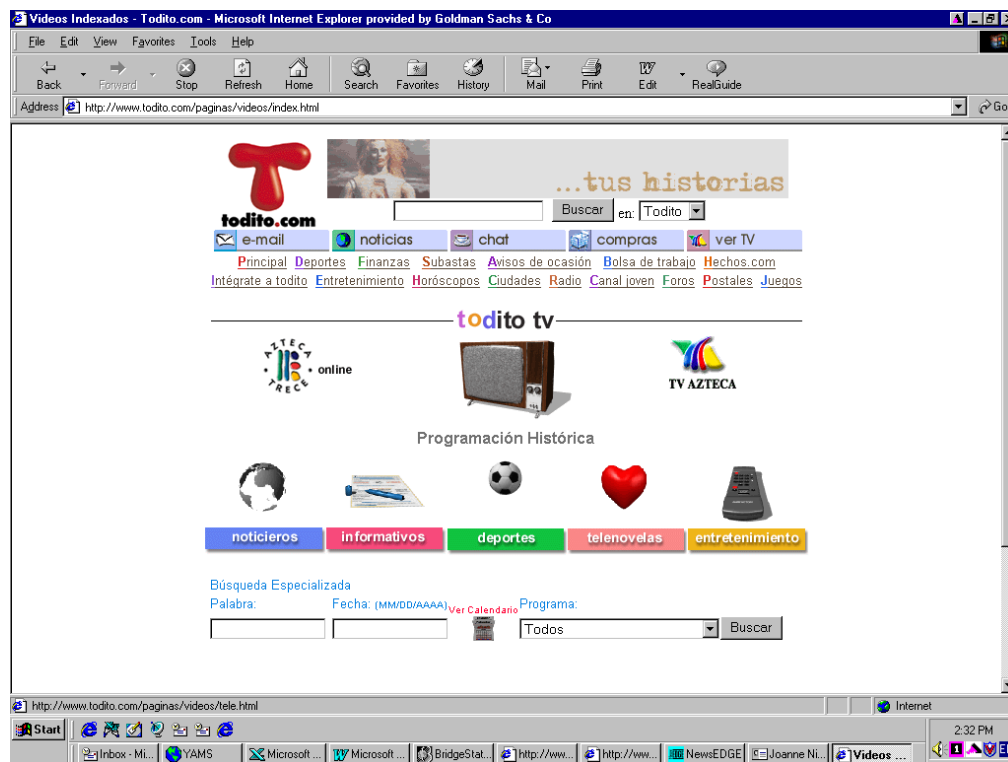 Videos Indexados - Todito.com - Microsoft Internet Explorer provided by Goldman Sachs & Co
File Edit View Favorites Tools Help
Back Forward Stop Refresh Home Search Favorites History Mail Print Edit RealGuide
Address http://www.todito.com/paginas/videos/index.html Go
...tus historias
Buscar en: Todito
todito.com
e-mail noticias chat compras ver TV
Principal Deportes Finanzas Subastas Avisos de ocasión Bolsa de trabajo Hechos.com
Intégrate a todito Entretenimiento Horóscopos Ciudades Radio Canal joven Foros Postales Juegos
todito tv
AZTECA TRECE online
TV AZTECA
Programación Histórica
noticieros informativos deportes telenovelas entretenimiento
Búsqueda Especializada
Palabra: Fecha: (MM/DD/AAAA) Ver Calendario Programa:
Todos Buscar
http://www.todito.com/paginas/videos/tele.html Internet
Start 2:32 PM
Inbox - Mi... YAMS Microsoft ... Microsoft ... BridgeStat... http://ww... http://ww... NewsEDGE Joanne Ni... Videos ...